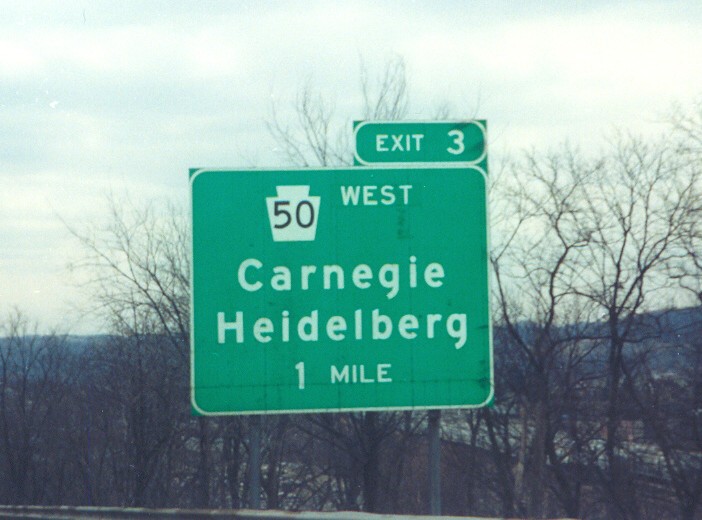 EXIT 3
50 WEST
Carnegie
Heidelberg
1 MILE